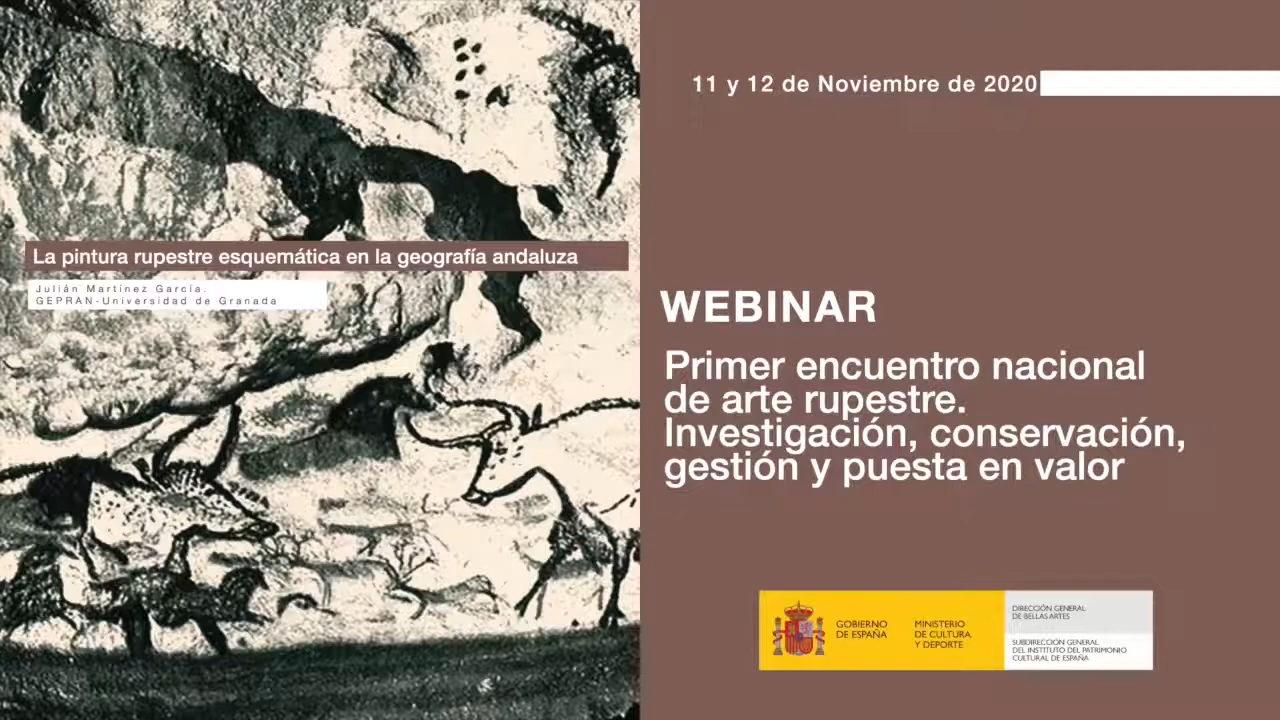 La pintura rupestre esquemática en la geografía andaluza
Julián Martínez García.
GEPRAN-Universidad de Granada
11 y 12 de Noviembre de 2020
WEBINAR
Primer encuentro nacional
de arte rupestre.
Investigación, conservación,
gestión y puesta en valor
GOBIERNO
DE ESPAÑA
MINISTERIO
DE CULTURA
Y DEPORTE
DIRECCIÓN GENERAL
DE BELLAS ARTES
SUBDIRECCIÓN GENERAL
DEL INSTITUTO DEL PATRIMONIO
CULTURAL DE ESPAÑA